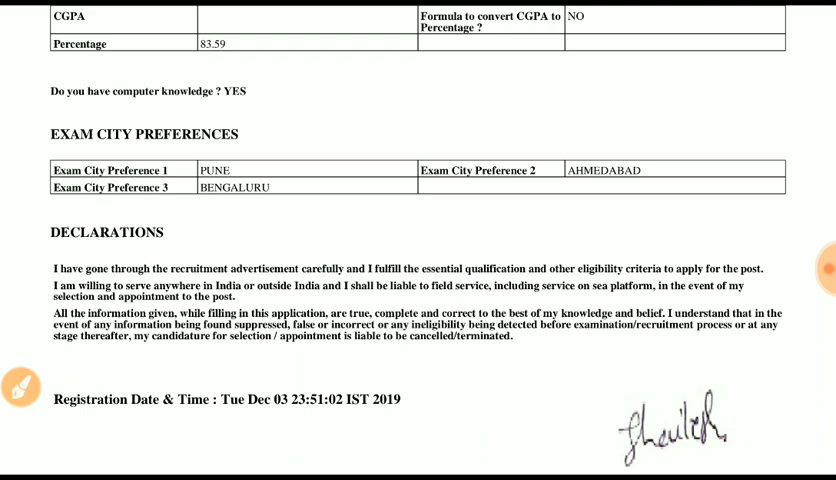 CGPA Formula to convert CGPA to NO
Percentage ?
Percentage 83.59
Do you have computer knowledge ? YES
EXAM CITY PREFERENCES
Exam City Preference 1 PUNE Exam City Preference 2 AHMEDABAD
Exam City Preference 3 BENGALURU
DECLARATIONS
I have gone through the recruitment advertisement carefully and I fulfill the essential qualification and other eligibility criteria to apply for the post.
I am willing to serve anywhere in India or outside India and I shall be liable to field service, including service on sea platform, in the event of my
selection and appointment to the post.
All the information given, while filling in this application, are true, complete and correct to the best of my knowledge and belief. I understand that in the
event of any information being found suppressed, false or incorrect or any ineligibility being detected before examination/recruitment process or at any
stage thereafter, my candidature for selection / appointment is liable to be cancelled/terminated.
Registration Date & Time : Tue Dec 03 23:51:02 IST 2019